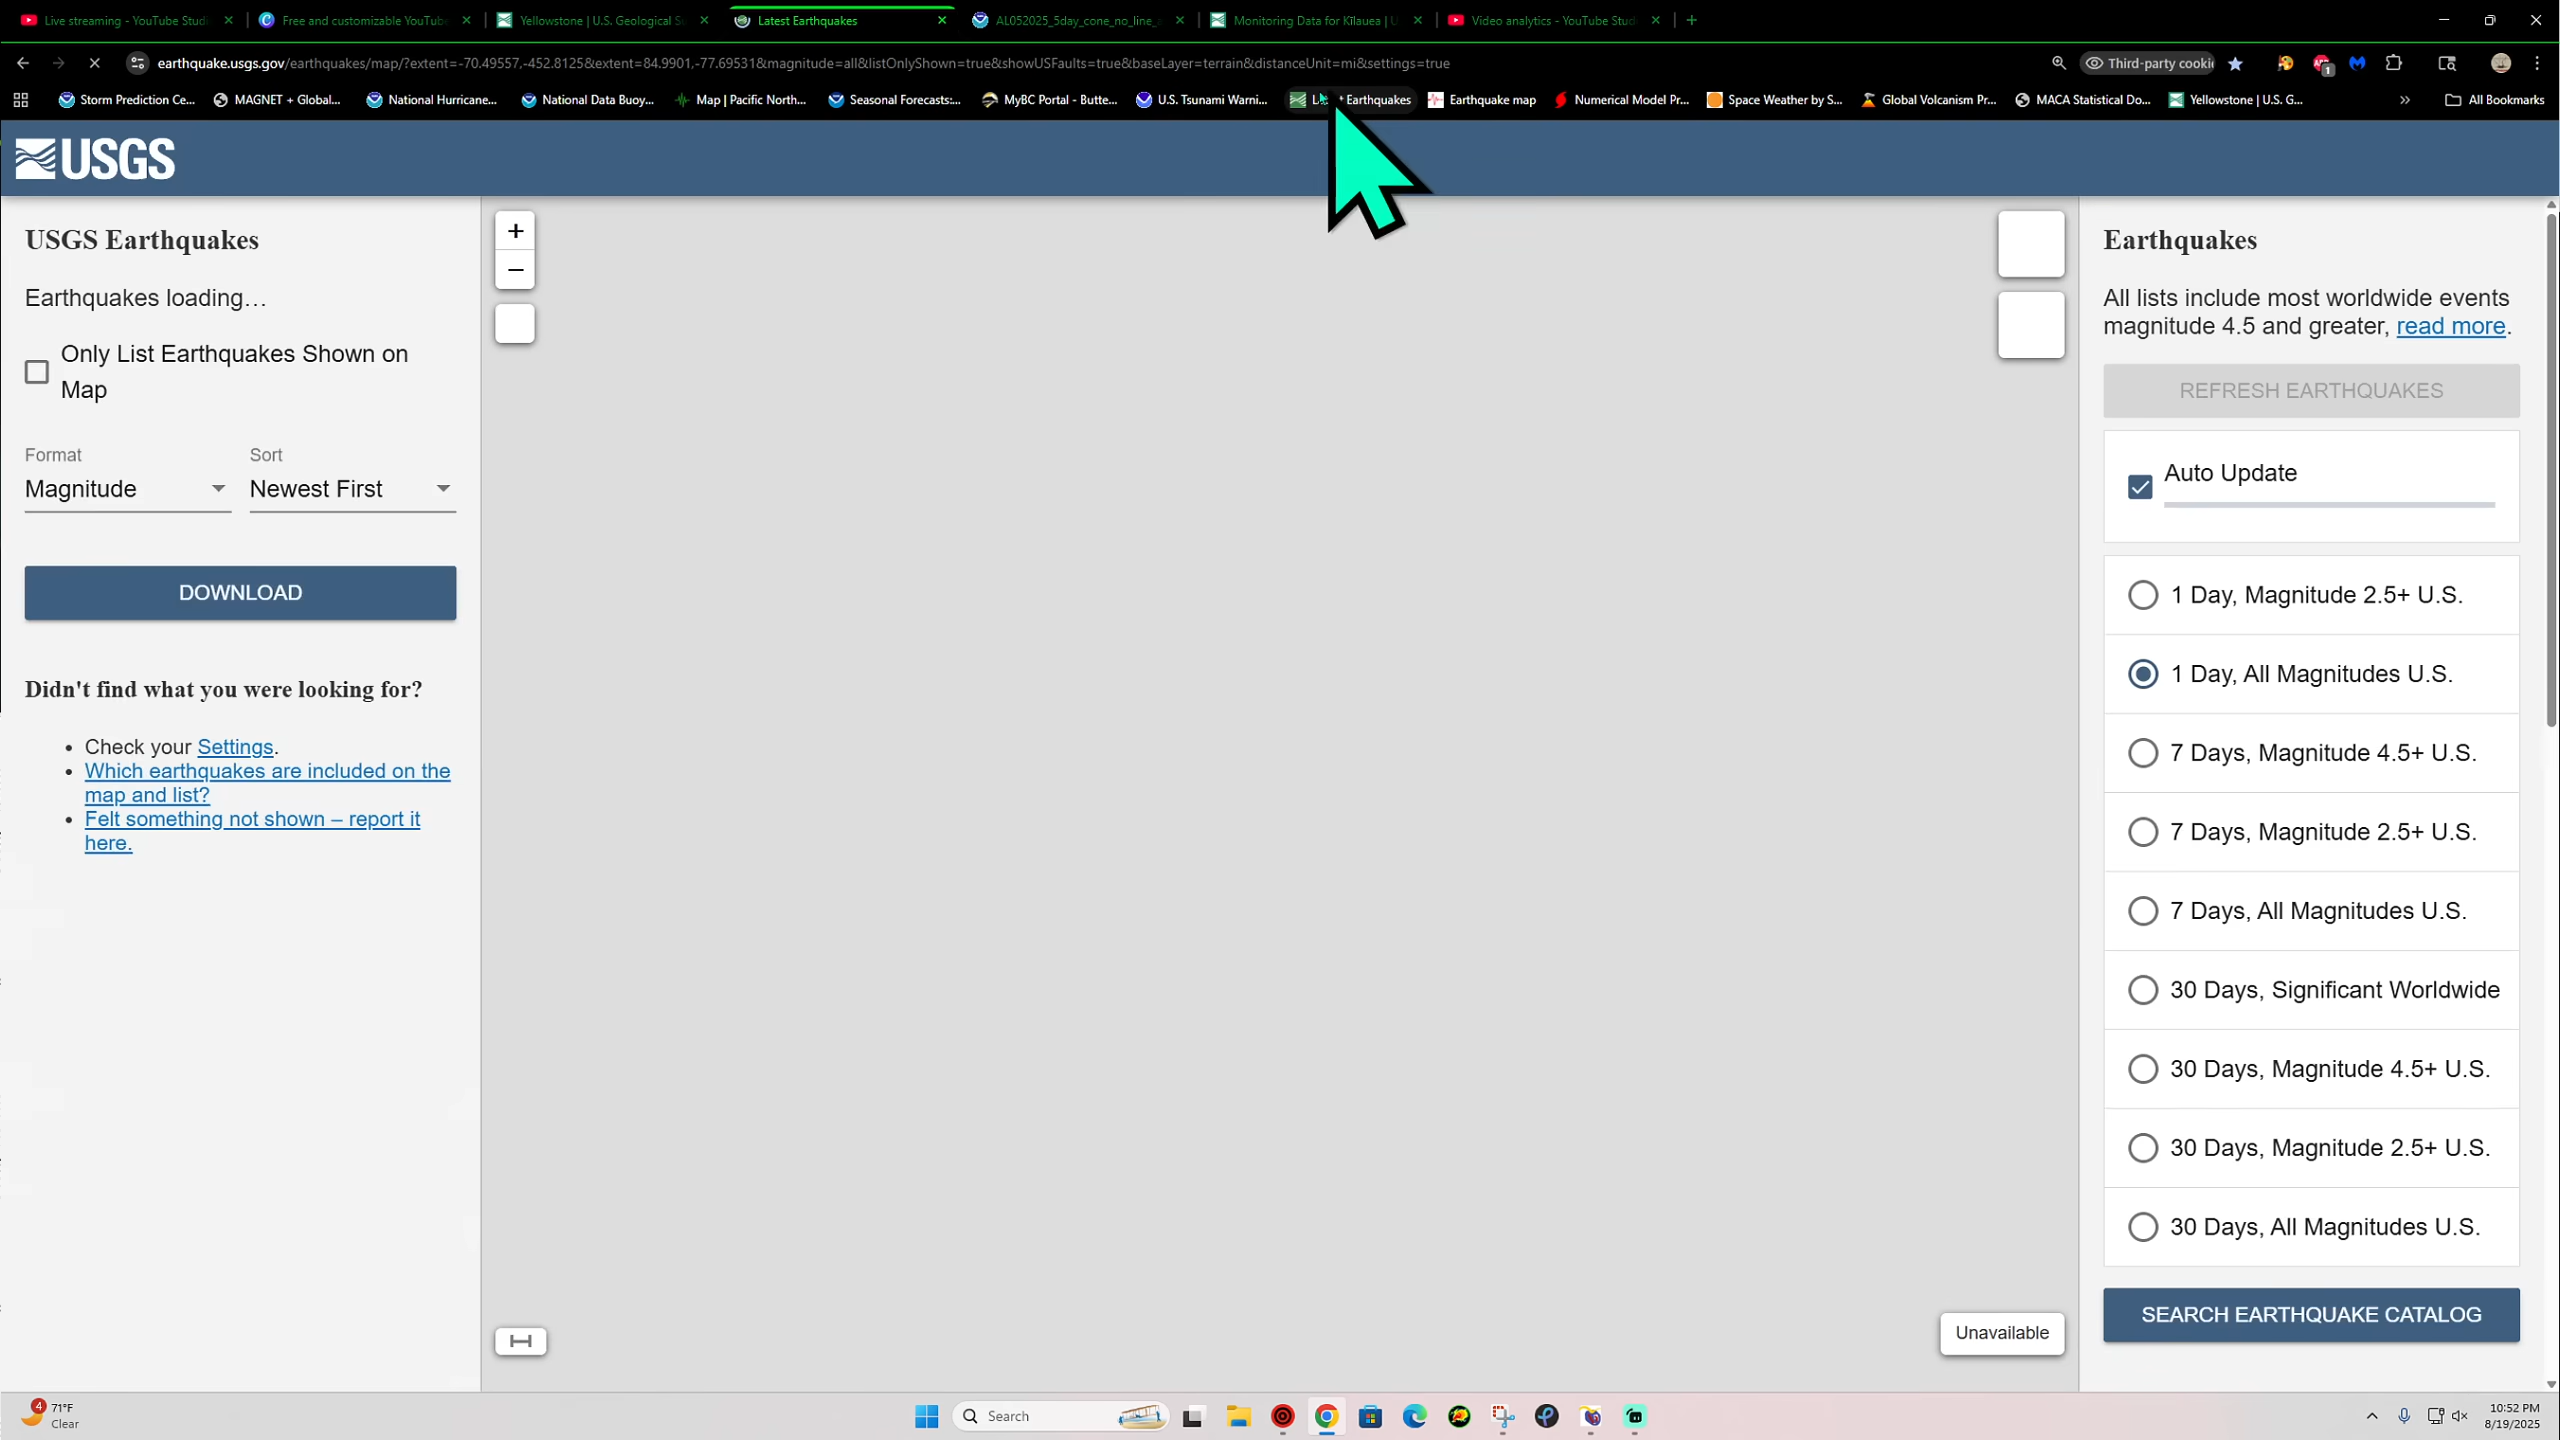 Live streaming - YouTube Studi
Free and customizable YouTube
Yellowstone | U.S. Geological S
Latest Earthquakes
AL052025_5day_cone_no_line_
Monitoring Data for Kīlauea | U
Video analytics - YouTube Stud
earthquake.usgs.gov/earthquakes/map/?extent=-70.49557,-452.8125&extent=84.9901,-77.69531&magnitude=all&listOnlyShown=true&showUSFaults=true&baseLayer=terrain&distanceUnit=mi&settings=true
Third-party cooki
1
Storm Prediction Ce...
MAGNET + Global...
National Hurricane...
National Data Buoy...
Map | Pacific North...
Seasonal Forecasts:...
MyBC Portal - Butte...
U.S. Tsunami Warni...
Earthquakes
Earthquake map
Numerical Model Pr...
Space Weather by S...
Global Volcanism Pr...
MACA Statistical Do...
Yellowstone | U.S. G...
All Bookmarks
USGS
USGS Earthquakes
Earthquakes loading…
Only List Earthquakes Shown on
Map
Format
Magnitude
Sort
Newest First
DOWNLOAD
Didn't find what you were looking for?
• Check your Settings.
• Which earthquakes are included on the
map and list?
• Felt something not shown – report it
here.
+
−
Unavailable
Earthquakes
All lists include most worldwide events
magnitude 4.5 and greater, read more.
REFRESH EARTHQUAKES
Auto Update
1 Day, Magnitude 2.5+ U.S.
1 Day, All Magnitudes U.S.
7 Days, Magnitude 4.5+ U.S.
7 Days, Magnitude 2.5+ U.S.
7 Days, All Magnitudes U.S.
30 Days, Significant Worldwide
30 Days, Magnitude 4.5+ U.S.
30 Days, Magnitude 2.5+ U.S.
30 Days, All Magnitudes U.S.
SEARCH EARTHQUAKE CATALOG
4
71°F
Clear
Search
10:52 PM
8/19/2025